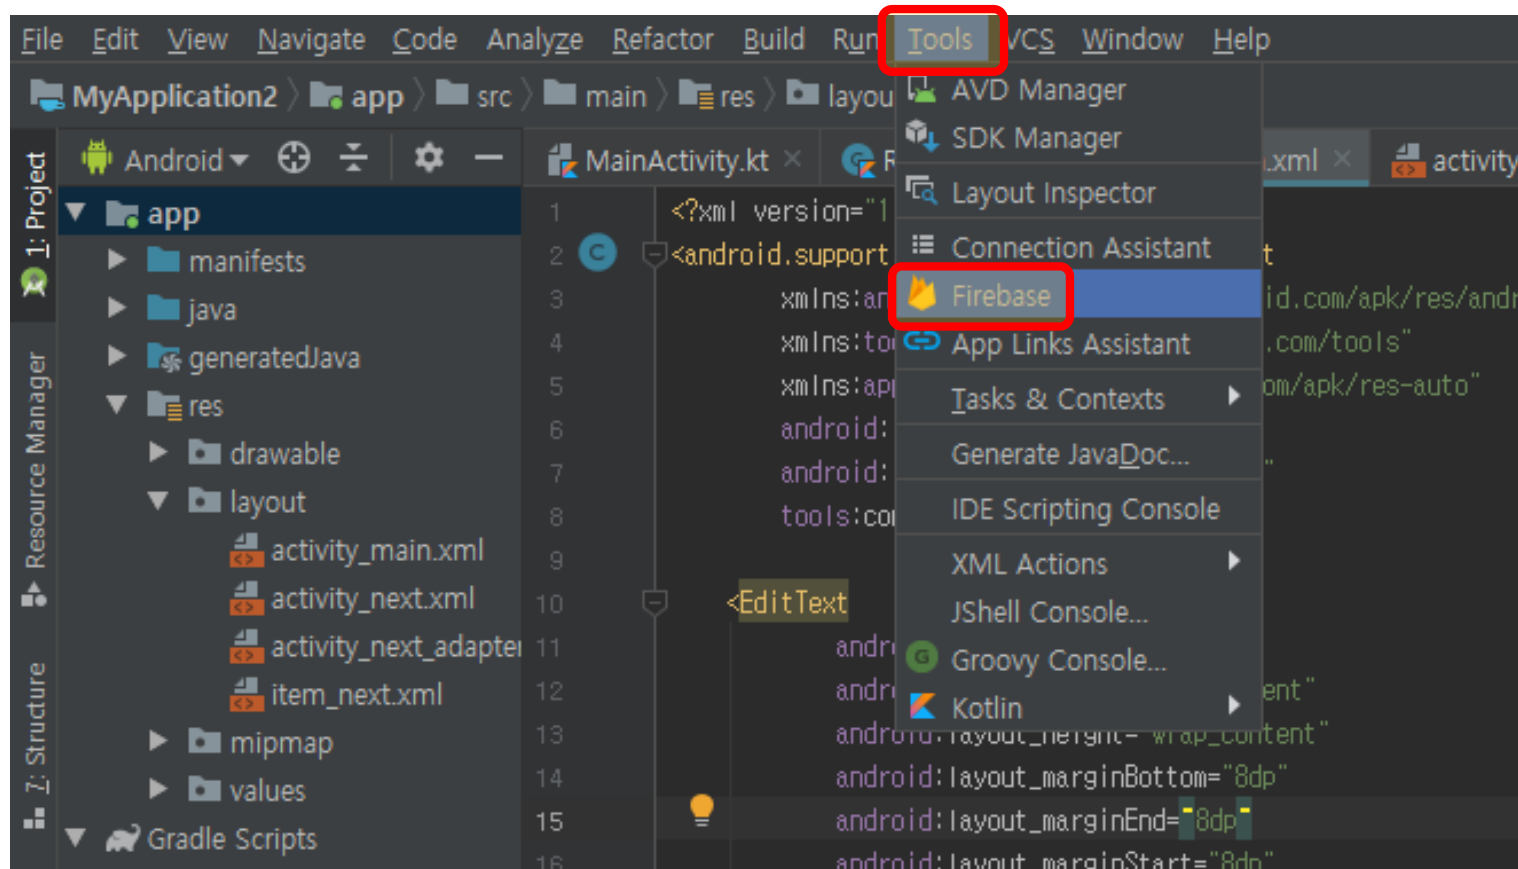 File Edit View Navigate Code Analyze Refactor Build Run Tools VCS Window Help
MyApplication2 app src main res layou
Android
MainActivity.kt
R
.xml
activity
1: Project
Resource Manager
7: Structure
app
manifests
java
generatedJava
res
drawable
layout
activity_main.xml
activity_next.xml
activity_next_adapter
item_next.xml
mipmap
values
Gradle Scripts
AVD Manager
SDK Manager
Layout Inspector
Connection Assistant
Firebase
App Links Assistant
Tasks & Contexts
Generate JavaDoc...
IDE Scripting Console
XML Actions
JShell Console...
Groovy Console...
Kotlin
1 <?xml version="1
2 <android.support t
3 xmlns:an id.com/apk/res/andr
4 xmlns:too .com/tools"
5 xmlns:app om/apk/res-auto"
6 android:
7 android: "
8 tools:con
9
10 <EditText
11 andr
12 andr ent"
13 android:layout_height="wrap_content"
14 android:layout_marginBottom="8dp"
15 android:layout_marginEnd="8dp"
16 android:layout_marginStart="8dp"